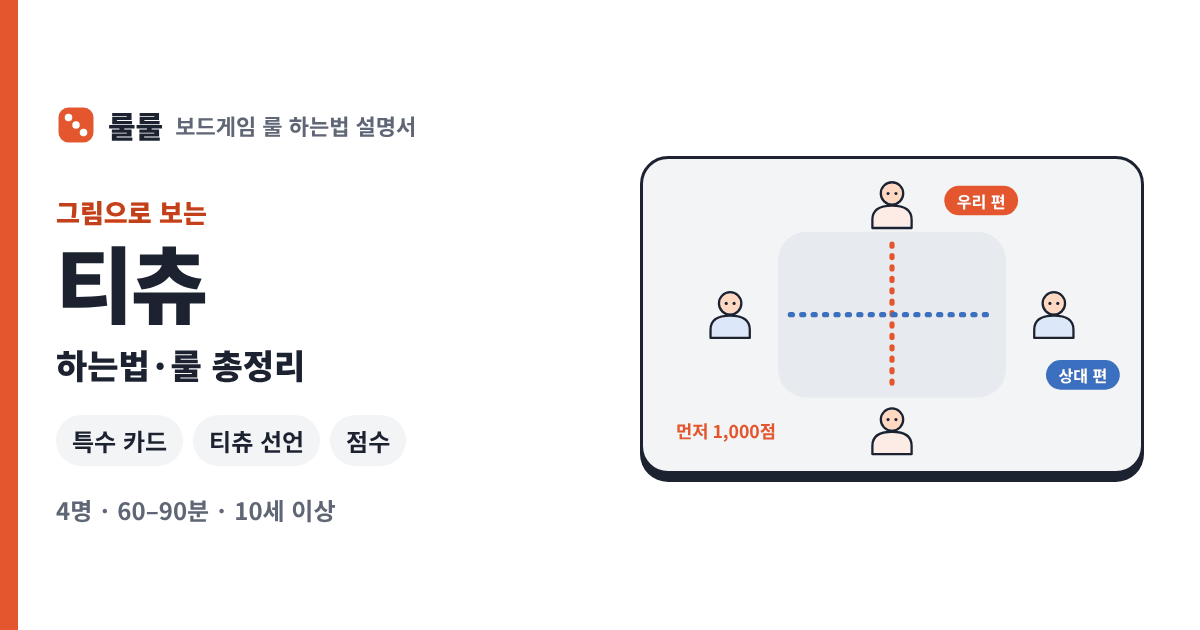 룰룰 보드게임 룰 하는법 설명서
그림으로 보는
티츄
하는법·룰 총정리
특수 카드
티츄 선언
점수
4명 · 60–90분 · 10세 이상
우리 편
상대 편
먼저 1,000점